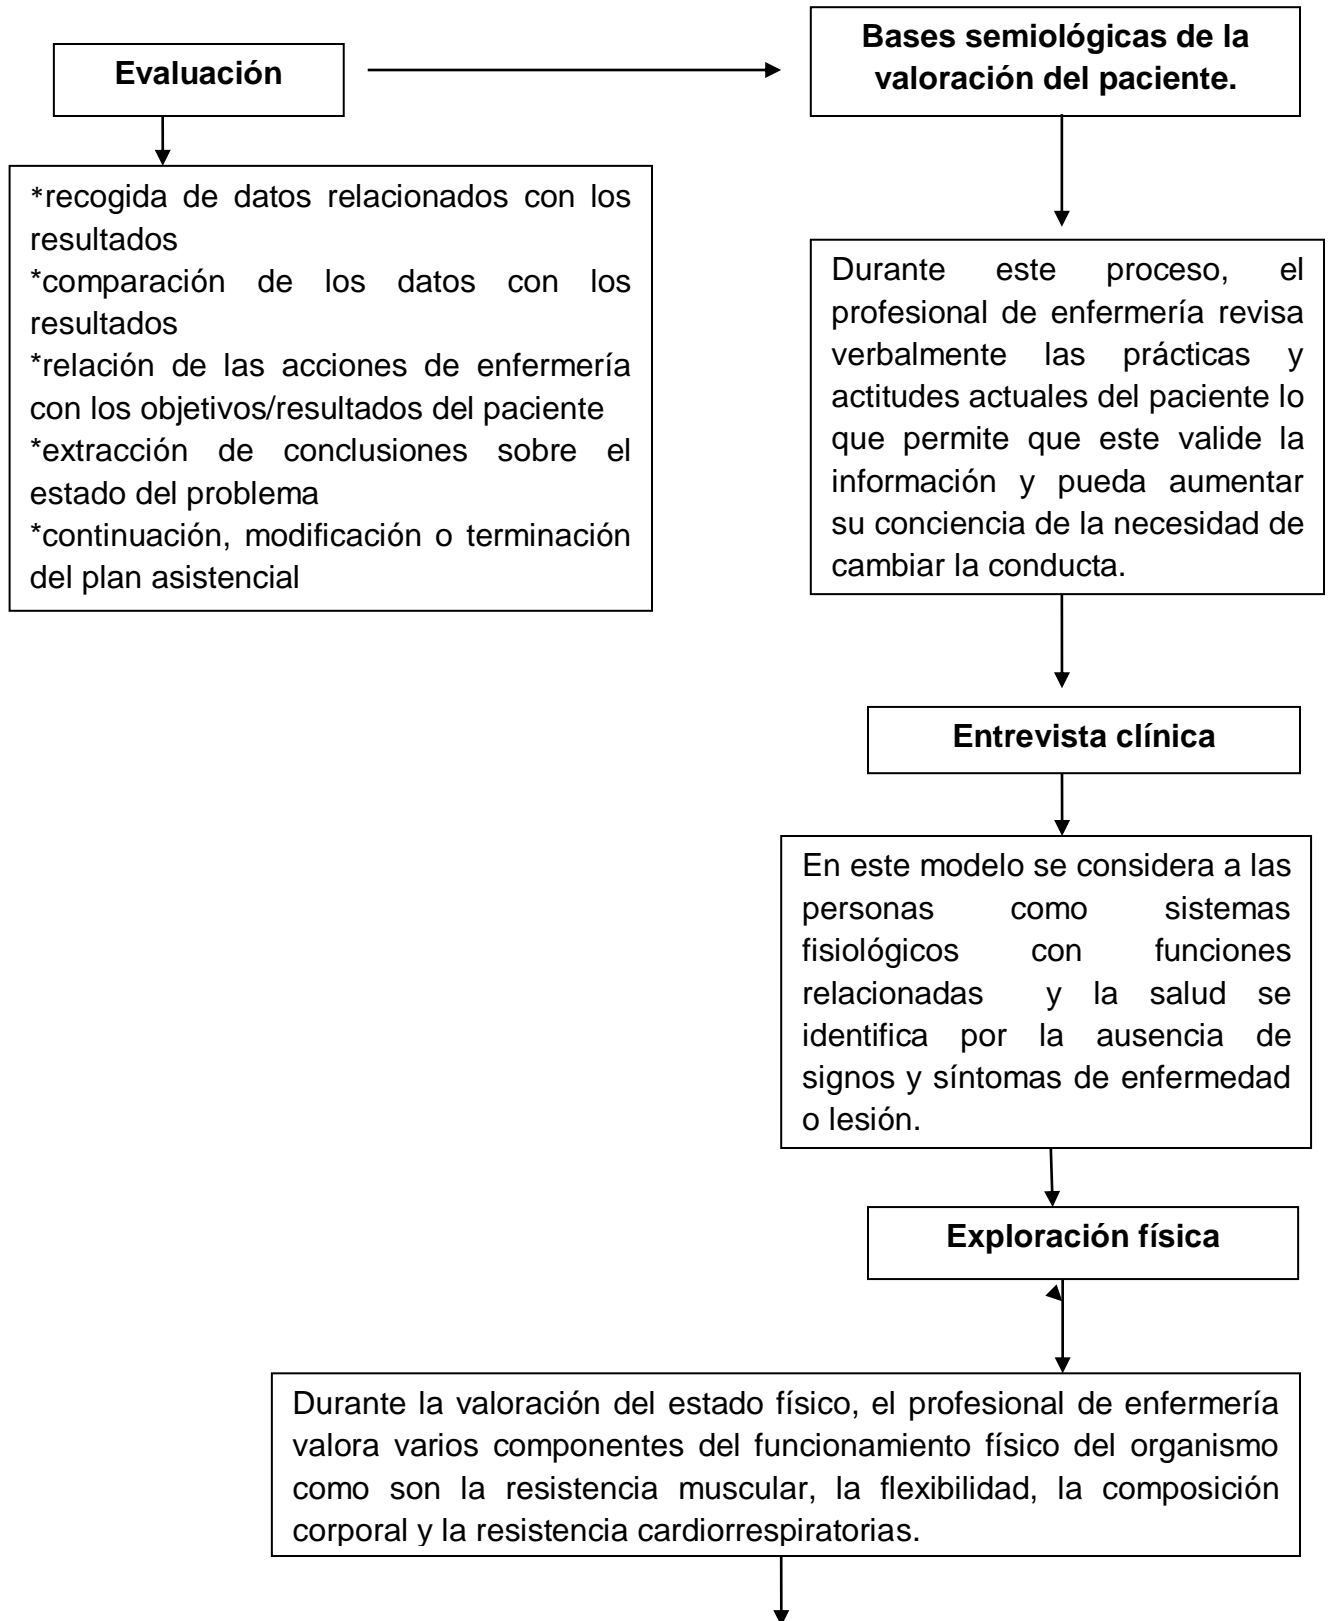 Evaluación
*recogida de datos relacionados con los
resultados
*comparación de los datos con los
resultados
*relación de las acciones de enfermería
con los objetivos/resultados del paciente
*extracción de conclusiones sobre el
estado del problema
*continuación, modificación o terminación
del plan asistencial
Bases semiológicas de la
valoración del paciente.
Durante este proceso, el
profesional de enfermería revisa
verbalmente las prácticas y
actitudes actuales del paciente lo
que permite que este valide la
información y pueda aumentar
su conciencia de la necesidad de
cambiar la conducta.
Entrevista clínica
En este modelo se considera a las
personas como sistemas
fisiológicos con funciones
relacionadas y la salud se
identifica por la ausencia de
signos y síntomas de enfermedad
o lesión.
Exploración física
Durante la valoración del estado físico, el profesional de enfermería
valora varios componentes del funcionamiento físico del organismo
como son la resistencia muscular, la flexibilidad, la composición
corporal y la resistencia cardiorrespiratorias.